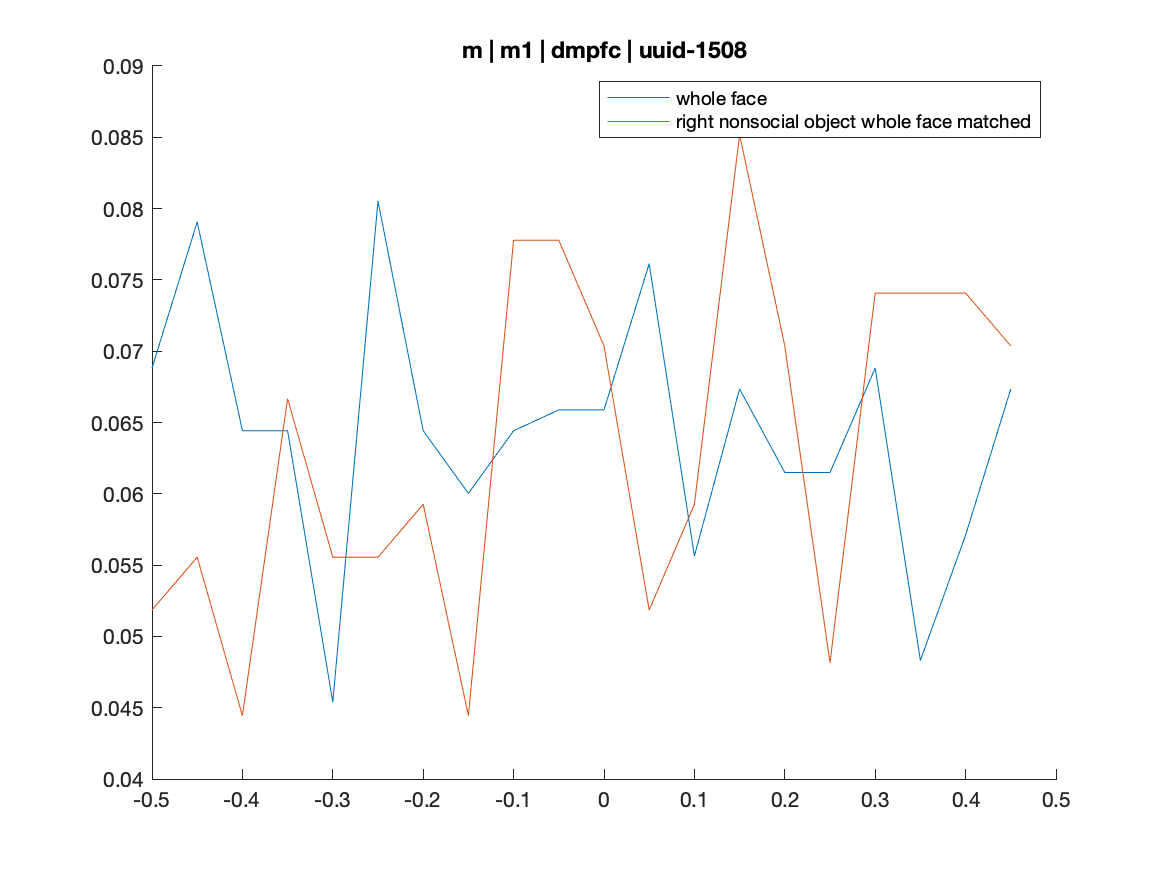 m | m1 | dmpfc | uuid-1508
whole face
right nonsocial object whole face matched
0.09
0.085
0.08
0.075
0.07
0.065
0.06
0.055
0.05
0.045
0.04
-0.5 -0.4 -0.3 -0.2 -0.1 0 0.1 0.2 0.3 0.4 0.5